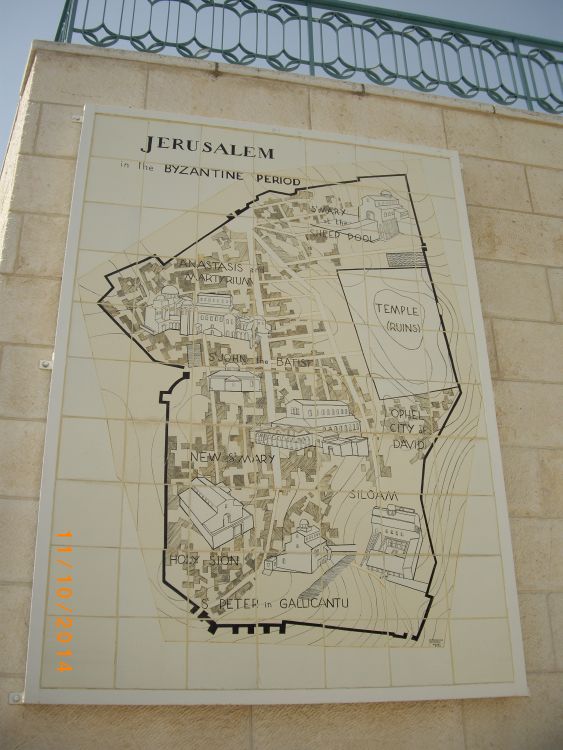 JERUSALEM
in the BYZANTINE PERIOD
S. MARY
at the
SHEEP POOL
ANASTASIS and
MARTYRIUM
TEMPLE
(RUINS)
S. JOHN the BATIST
OPHEL
CITY of
DAVID
NEW S. MARY
SILOAM
HOLY SION
S. PETER in GALLICANTU
11/10/2014